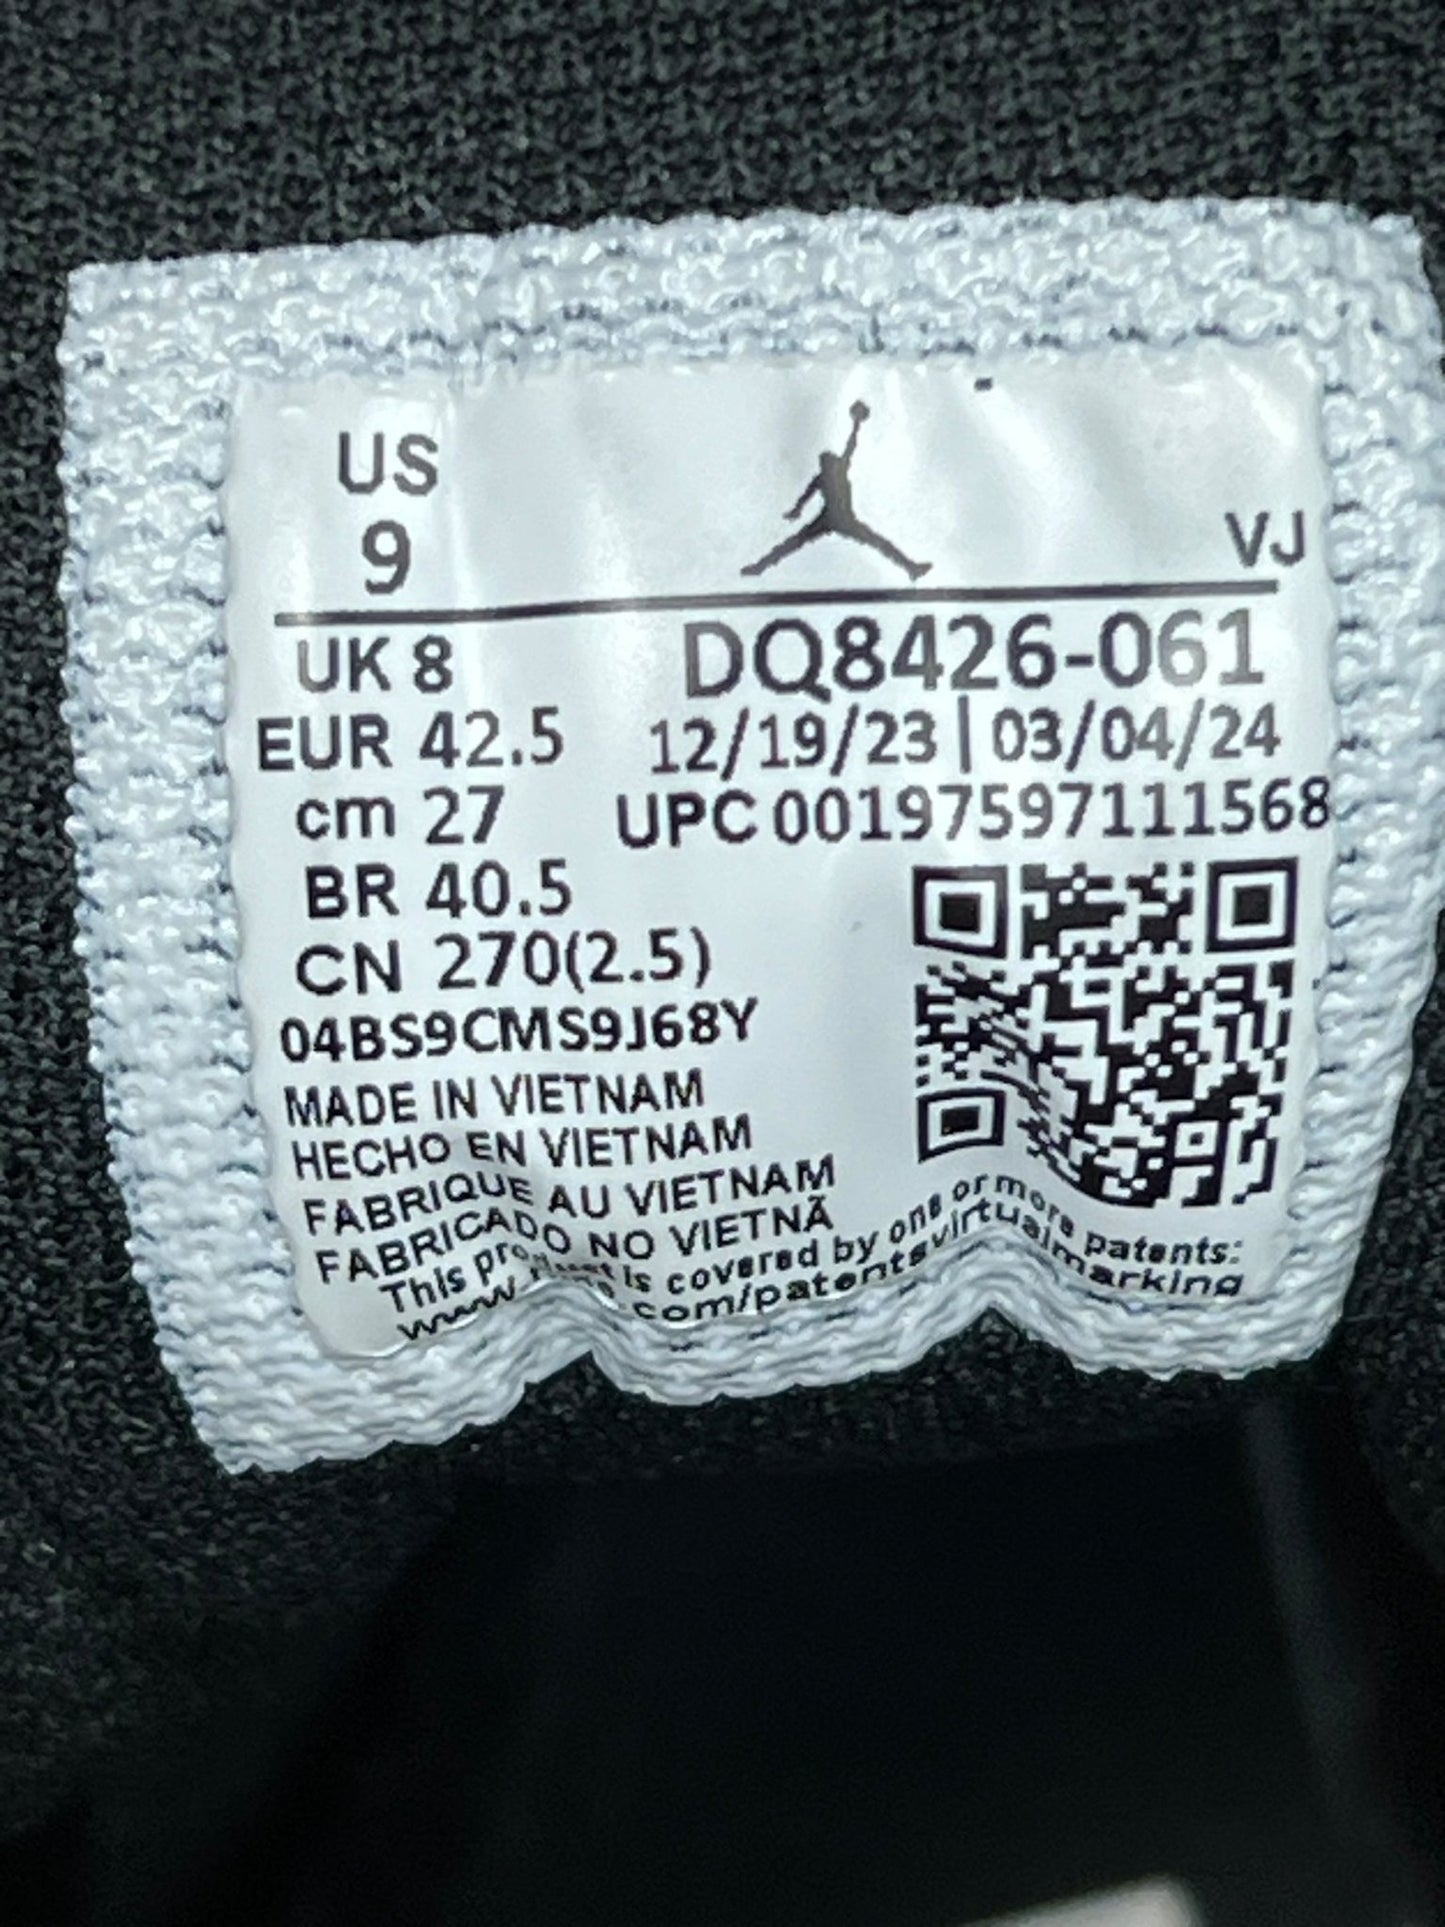 US
9
VJ
UK 8
DQ8426-061
EUR 42.5
12/19/23 | 03/04/24
cm 27
UPC 00197597111568
BR 40.5
CN 270(2.5)
04BS9CMS9J68Y
MADE IN VIETNAM
HECHO EN VIETNAM
FABRIQUE AU VIETNAM
FABRICADO NO VIETNÃ
This is covered by one or more patents:
.com/patentsvirtualmarking